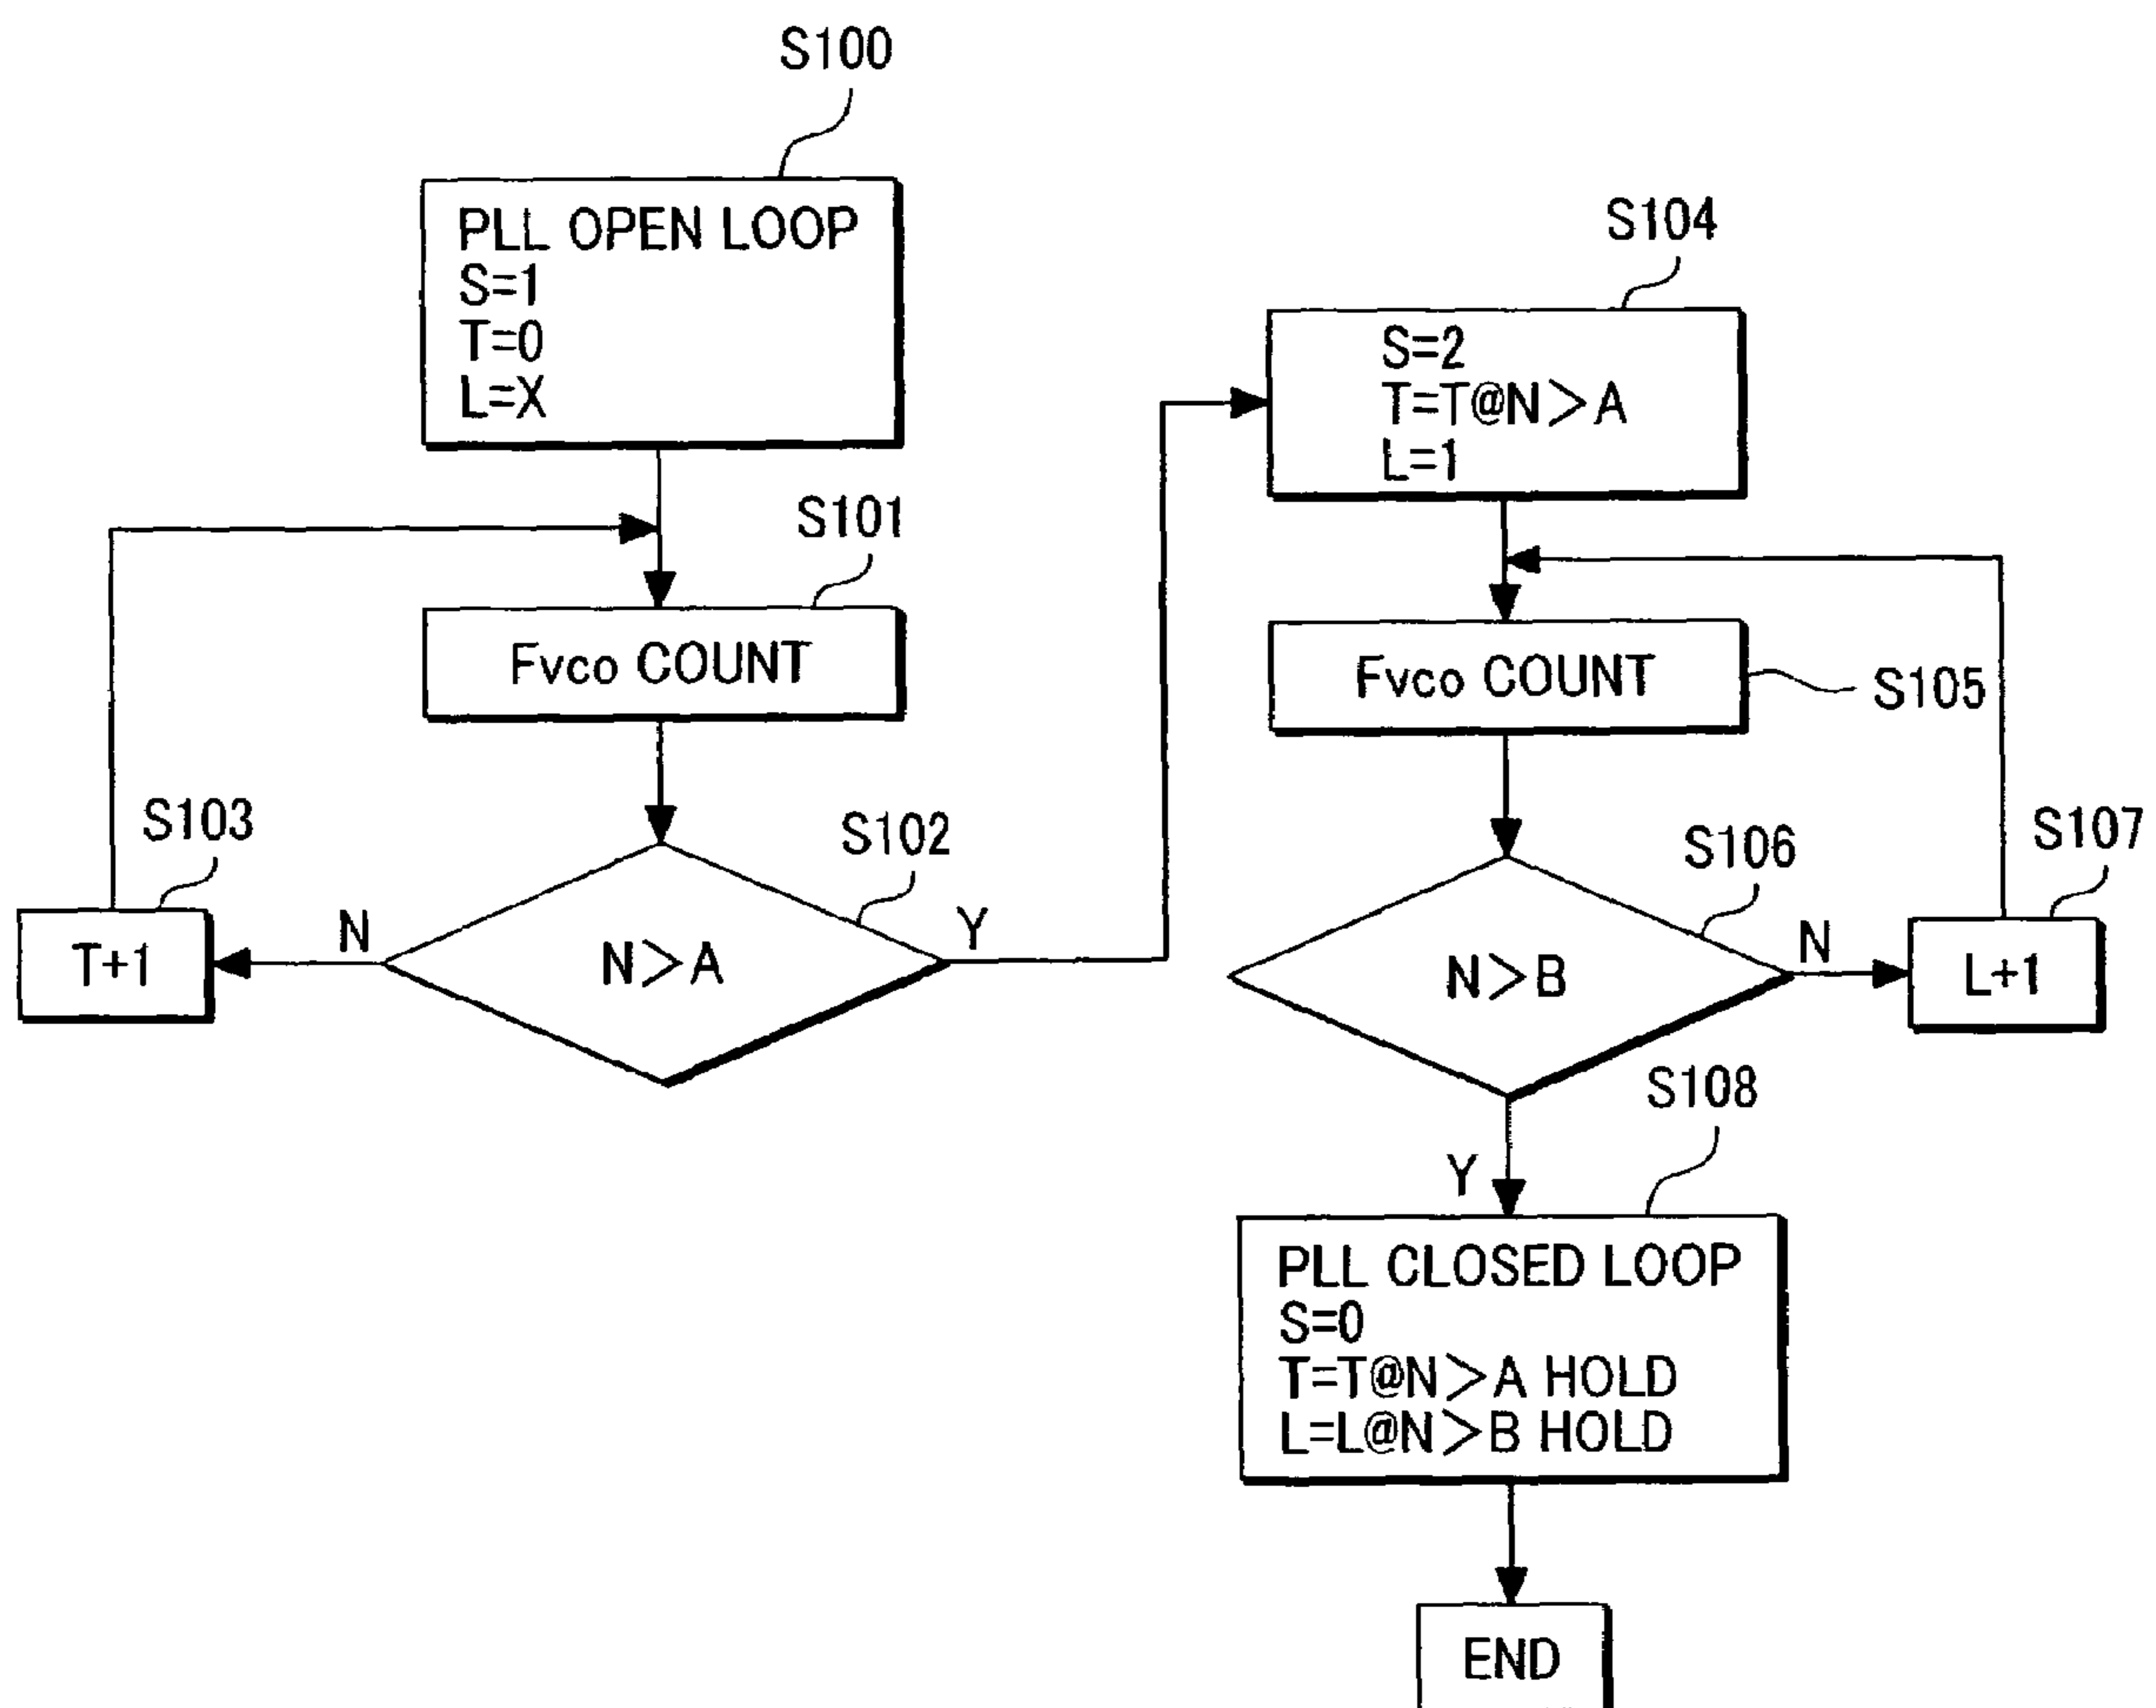 S100
PLL OPEN LOOP
S=1
T=0
L=X
S101
Fvco COUNT
S102
N>A
N
Y
S103
T+1
S104
S=2
T=T@N>A
L=1
Fvco COUNT
S105
S106
N>B
N
Y
S107
L+1
S108
PLL CLOSED LOOP
S=0
T=T@N>A HOLD
L=L@N>B HOLD
END